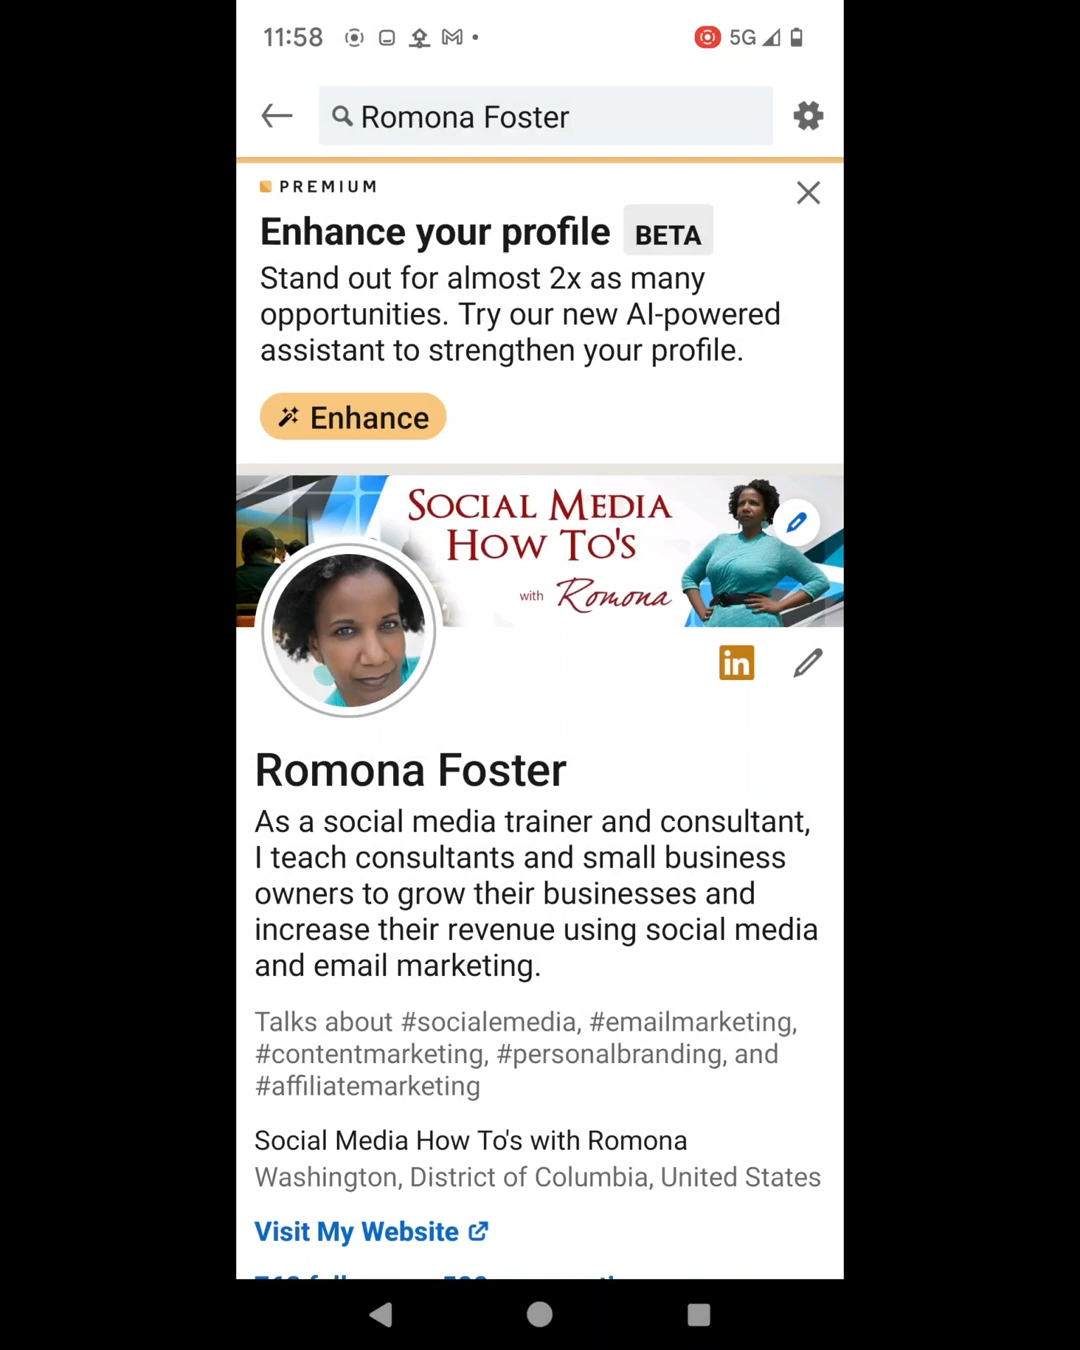 11:58
5G
Romona Foster
PREMIUM
Enhance your profile BETA
Stand out for almost 2x as many
opportunities. Try our new AI-powered
assistant to strengthen your profile.
Enhance
SOCIAL MEDIA
HOW TO'S
with Romona
in
Romona Foster
As a social media trainer and consultant,
I teach consultants and small business
owners to grow their businesses and
increase their revenue using social media
and email marketing.
Talks about #socialemedia, #emailmarketing,
#contentmarketing, #personalbranding, and
#affiliatemarketing
Social Media How To's with Romona
Washington, District of Columbia, United States
Visit My Website